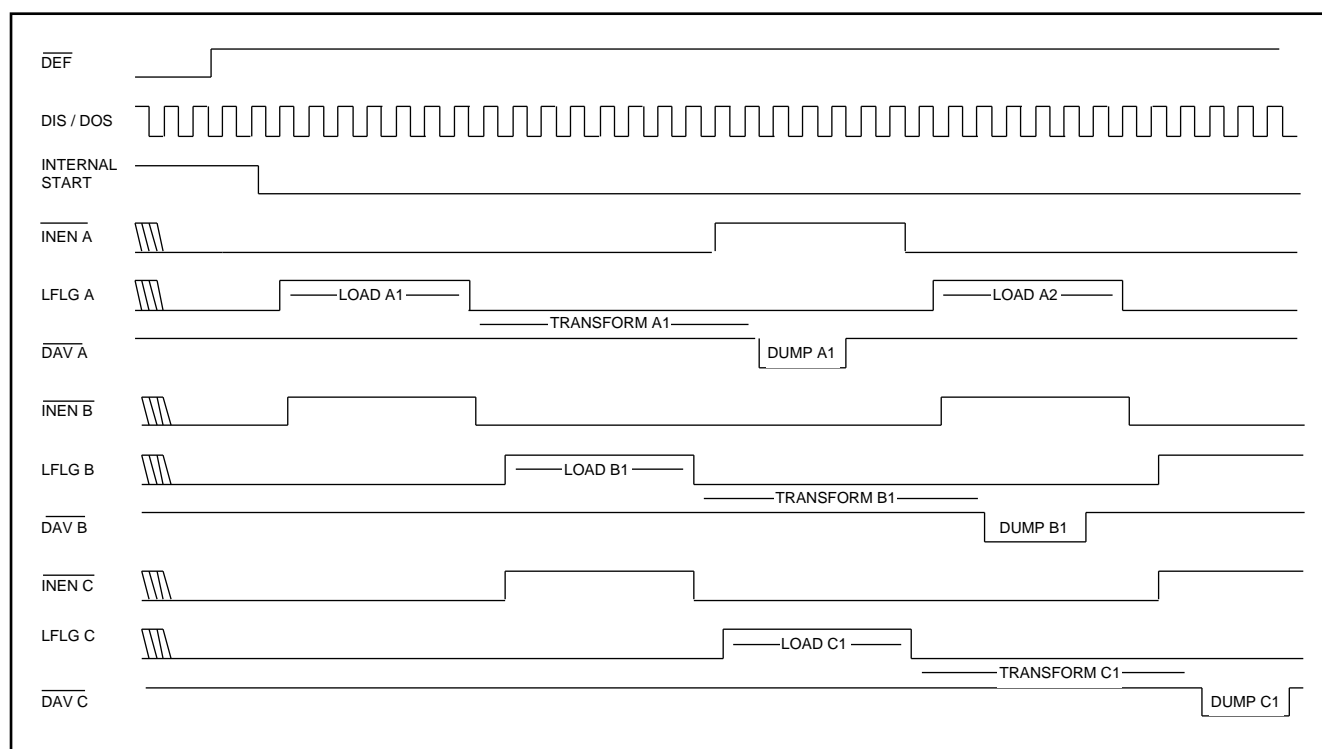 DEF
DIS / DOS
INTERNAL
START
INEN A
LFLG A
LOAD A1
LOAD A2
TRANSFORM A1
DAV A
DUMP A1
INEN B
LFLG B
LOAD B1
TRANSFORM B1
DAV B
DUMP B1
INEN C
LFLG C
LOAD C1
TRANSFORM C1
DAV C
DUMP C1